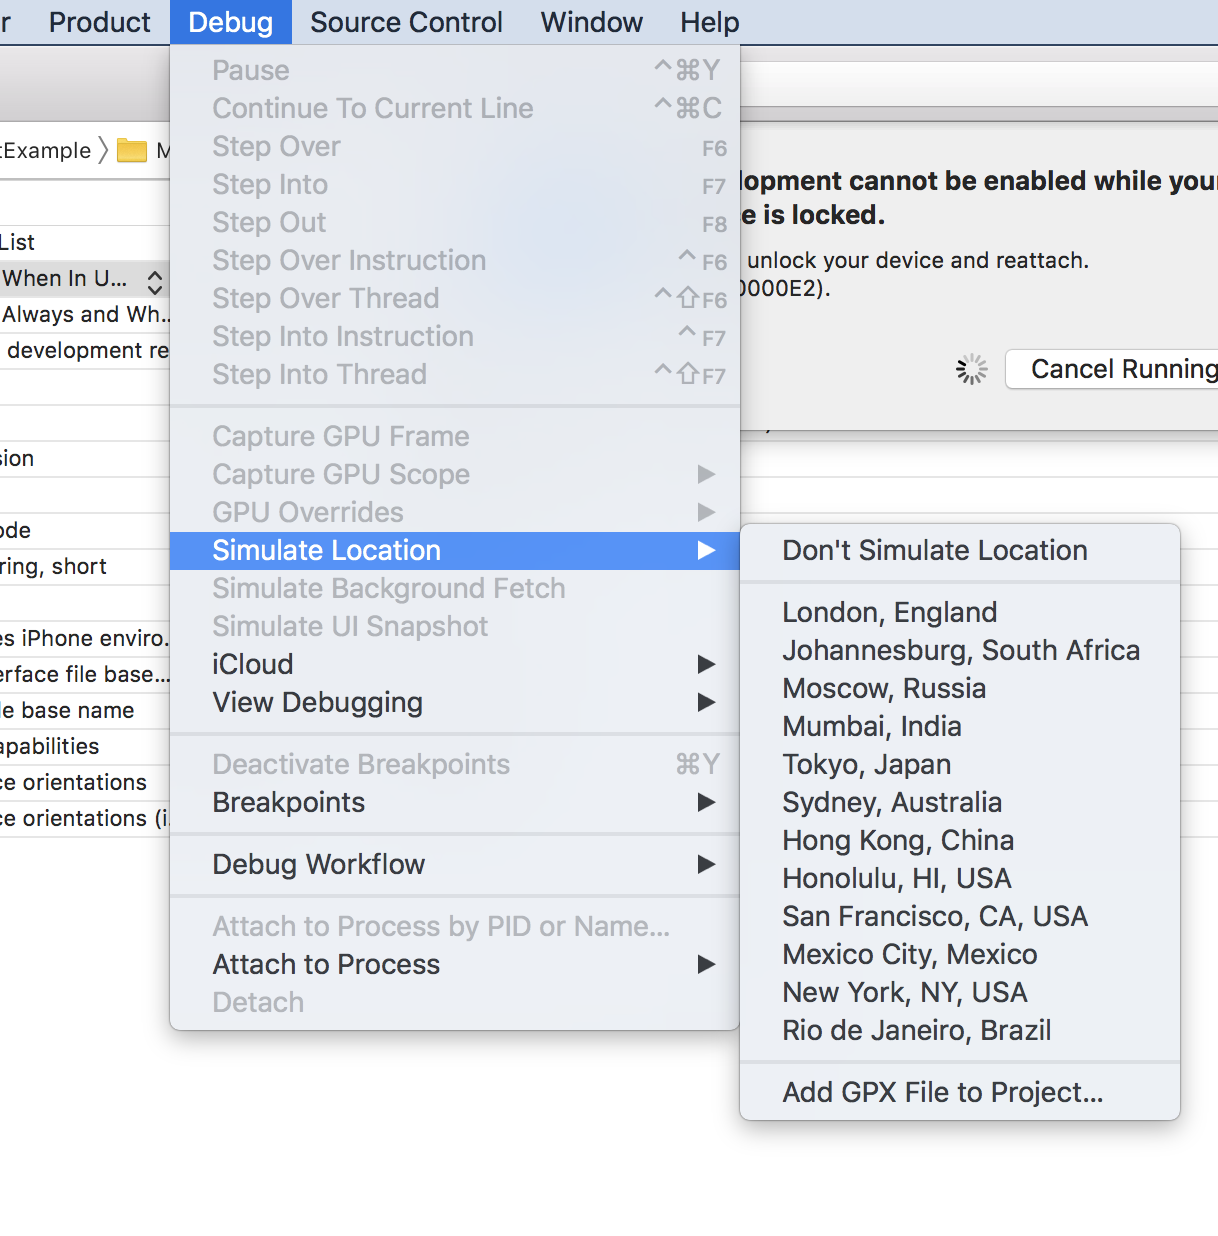 r Product Debug Source Control Window Help
Pause ^⌘Y
Continue To Current Line ^⌘C
Step Over F6
Step Into F7
Step Out F8
Step Over Instruction ^F6
Step Over Thread ^⇧F6
Step Into Instruction ^F7
Step Into Thread ^⇧F7
Capture GPU Frame
Capture GPU Scope
GPU Overrides
Simulate Location
Simulate Background Fetch
Simulate UI Snapshot
iCloud
View Debugging
Deactivate Breakpoints ⌘Y
Breakpoints
Debug Workflow
Attach to Process by PID or Name...
Attach to Process
Detach
Don't Simulate Location
London, England
Johannesburg, South Africa
Moscow, Russia
Mumbai, India
Tokyo, Japan
Sydney, Australia
Hong Kong, China
Honolulu, HI, USA
San Francisco, CA, USA
Mexico City, Mexico
New York, NY, USA
Rio de Janeiro, Brazil
Add GPX File to Project...
tExample M
List
When In U...
Always and Wh...
development re
sion
ode
ring, short
es iPhone enviro.
erface file base...
le base name
apabilities
ce orientations
ce orientations (i.
lopment cannot be enabled while your
e is locked.
unlock your device and reattach.
0000E2).
Cancel Running